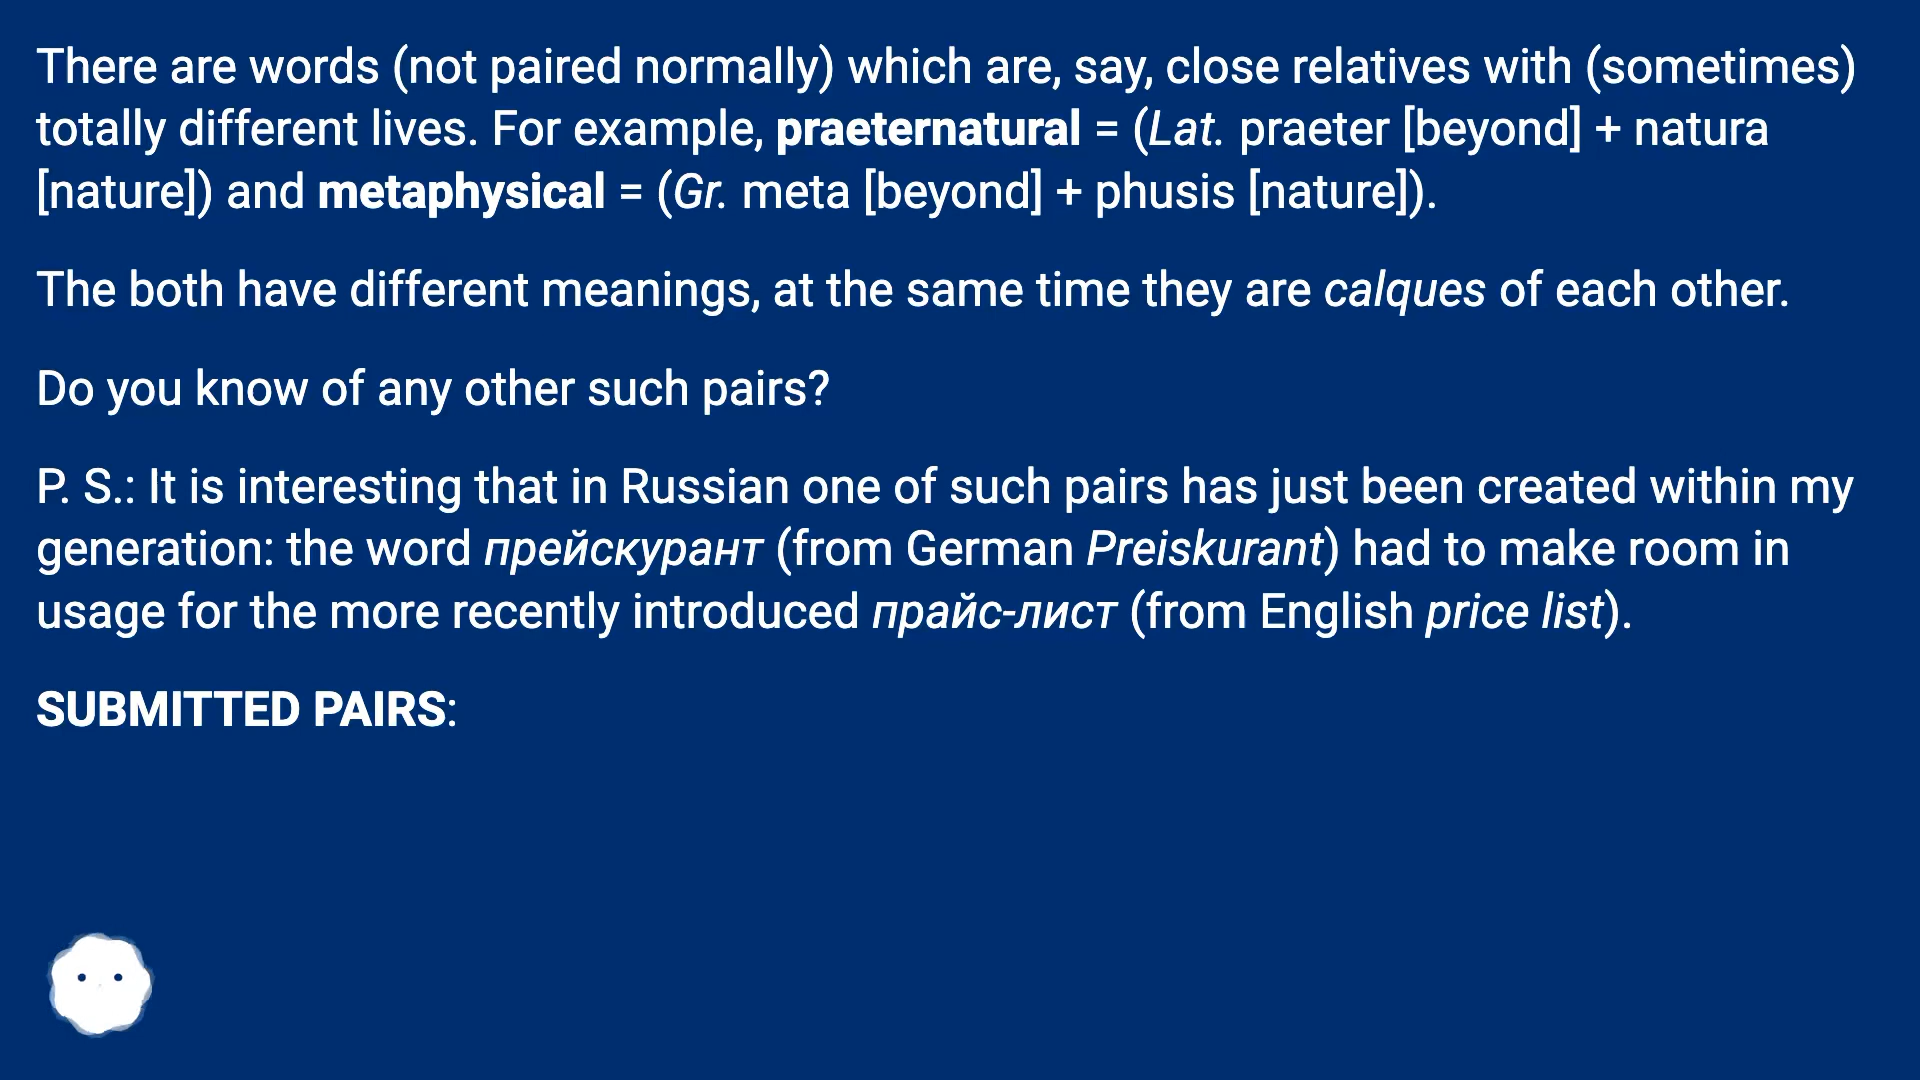 There are words (not paired normally) which are, say, close relatives with (sometimes)
totally different lives. For example, praeternatural = (Lat. praeter [beyond] + natura
[nature]) and metaphysical = (Gr. meta [beyond] + phusis [nature]).
The both have different meanings, at the same time they are calques of each other.
Do you know of any other such pairs?
P. S.: It is interesting that in Russian one of such pairs has just been created within my
generation: the word прейскурант (from German Preiskurant) had to make room in
usage for the more recently introduced прайс-лист (from English price list).
SUBMITTED PAIRS: